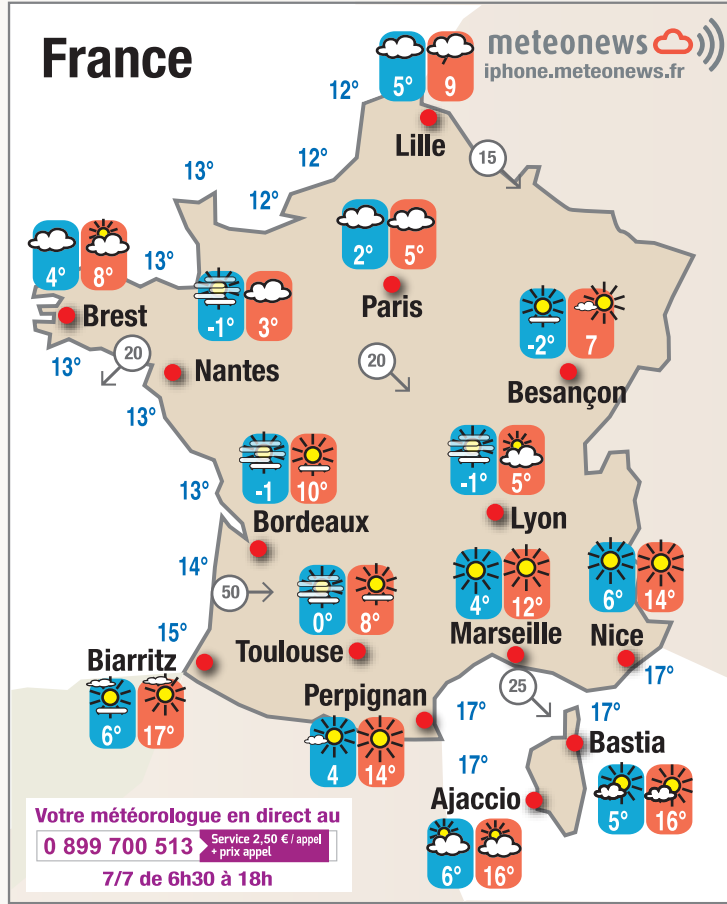 France
meteonews
iphone.meteonews.fr
5° 9
12°
Lille
15
12°
13°
12°
2° 5°
Paris
4° 8°
13°
Brest
-1° 3°
Nantes
20
13°
20
-2° 7
Besançon
13°
13°
-1 10°
Bordeaux
-1° 5°
Lyon
14°
50
0° 8°
Toulouse
4° 12°
Marseille
6° 14°
Nice
15°
Biarritz
6° 17°
17°
25
Perpignan
4 14°
17°
17°
Bastia
5° 16°
17°
Ajaccio
6° 16°
Votre météorologue en direct au
0 899 700 513 Service 2,50 € / appel
+ prix appel
7/7 de 6h30 à 18h